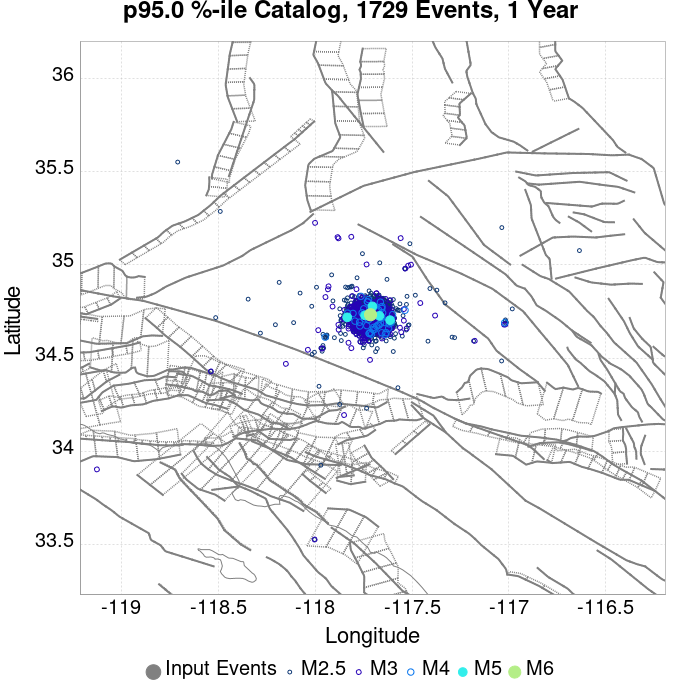 p95.0 %-ile Catalog, 1729 Events, 1 Year
36
35.5
35
34.5
34
33.5
Latitude
-119
-118.5
-118
-117.5
-117
-116.5
Longitude
Input Events
M2.5
M3
M4
M5
M6